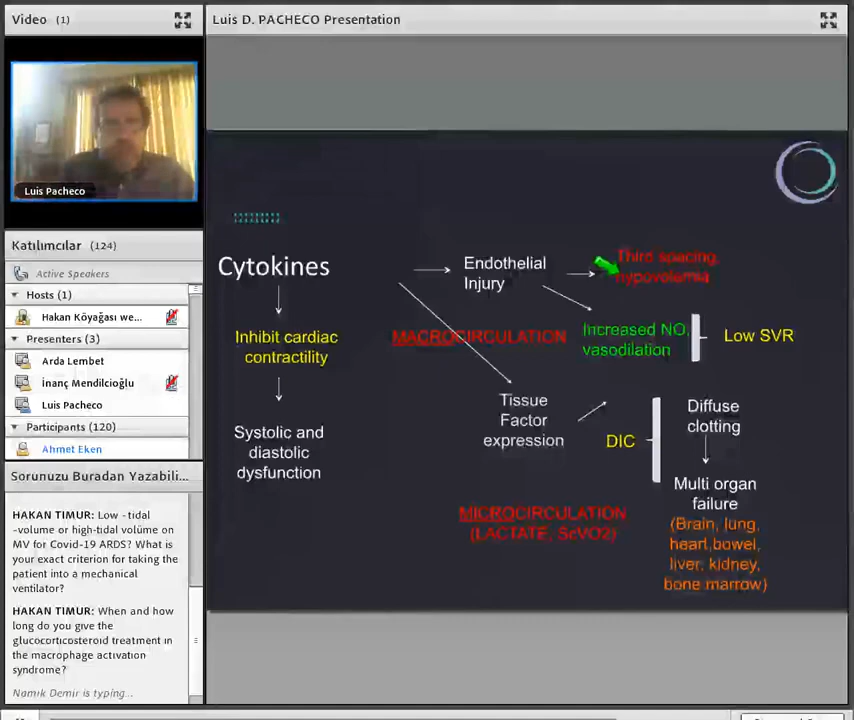 Video (1)
Luis Pacheco
Katılımcılar (124)
Active Speakers
Hosts (1)
Hakan Köyağası we...
Presenters (3)
Arda Lembet
İnanç Mendilcioğlu
Luis Pacheco
Participants (120)
Ahmet Eken
Sorunuzu Buradan Yazabili...
HAKAN TIMUR: Low - tidal
-volume or high-tidal volüme on
MV for Covid-19 ARDS? What is
your exact criterion for taking the
patient into a mechanical
ventilator?
HAKAN TIMUR: When and how
long do you give the
glucocorticosteroid treatment in
the macrophage activation
syndrome?
Namık Demir is typing...
Luis D. PACHECO Presentation
Cytokines
Inhibit cardiac
contractility
Systolic and
diastolic
dysfunction
Endothelial
Injury
Third spacing,
hypovolemia
MACROCIRCULATION
Increased NO,
vasodilation
Low SVR
Tissue
Factor
expression
DIC
Diffuse
clotting
Multi organ
failure
(Brain, lung,
heart,bowel,
liver, kidney,
bone marrow)
MICROCIRCULATION
(LACTATE, ScVO2)